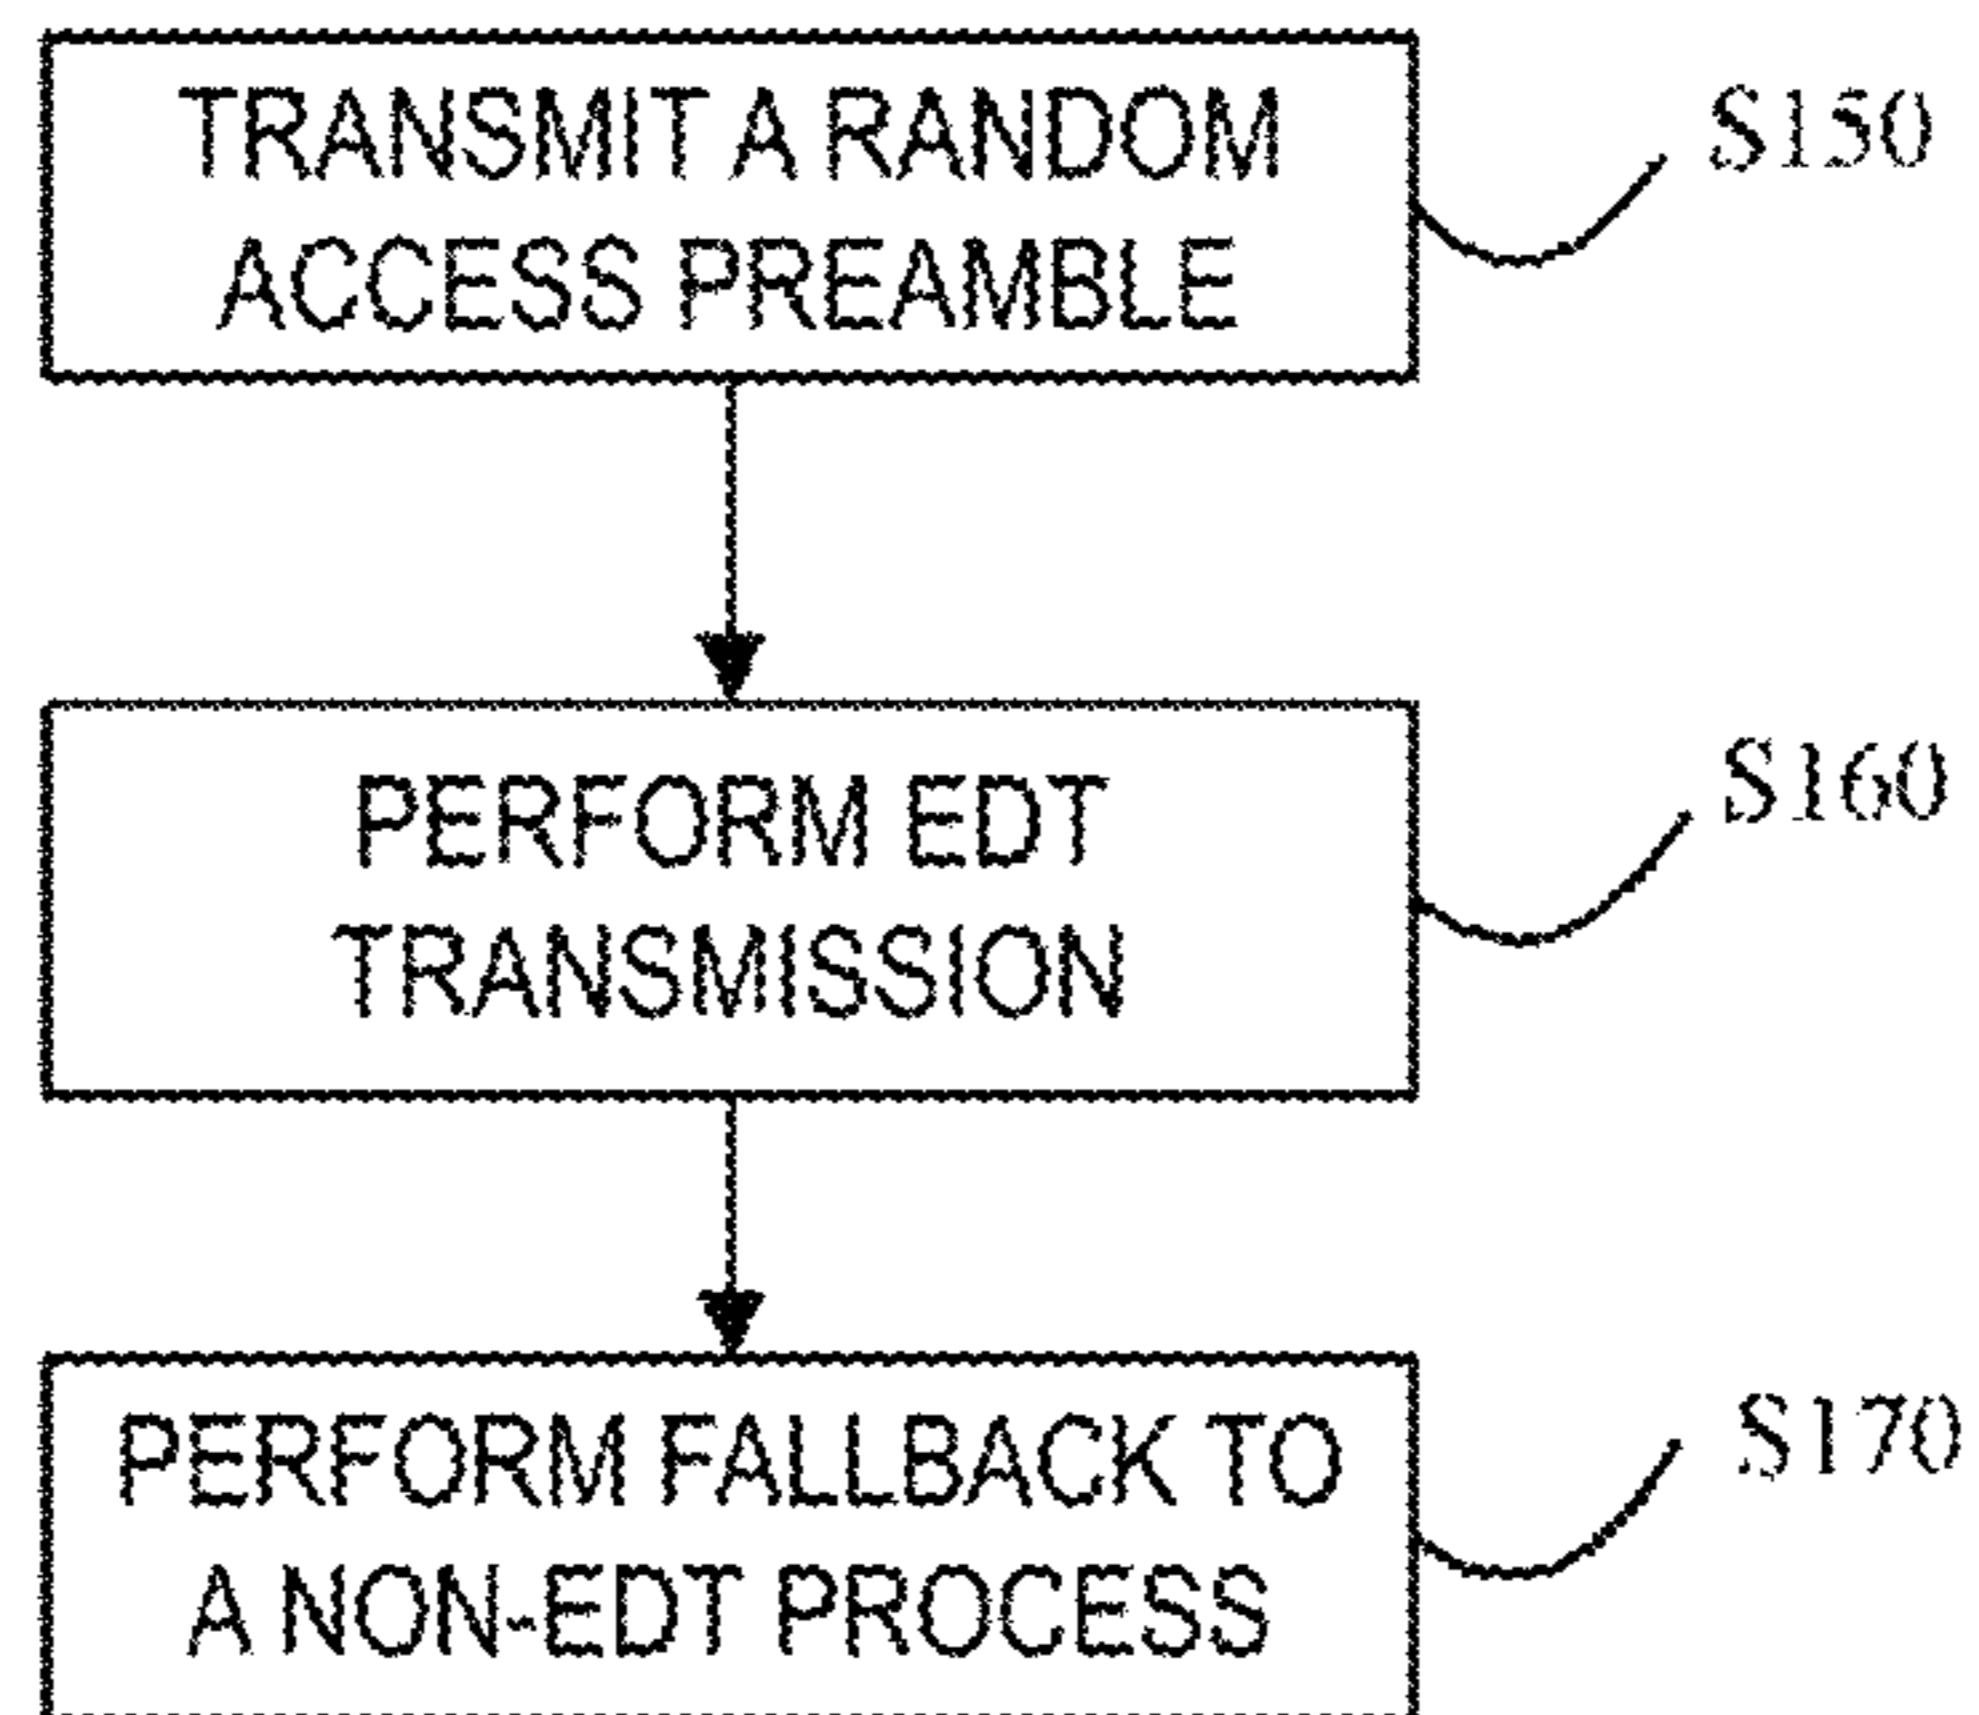 TRANSMIT A RANDOM
ACCESS PREAMBLE
S150
PERFORM EDT
TRANSMISSION
S160
PERFORM FALLBACK TO
A NON-EDT PROCESS
S170